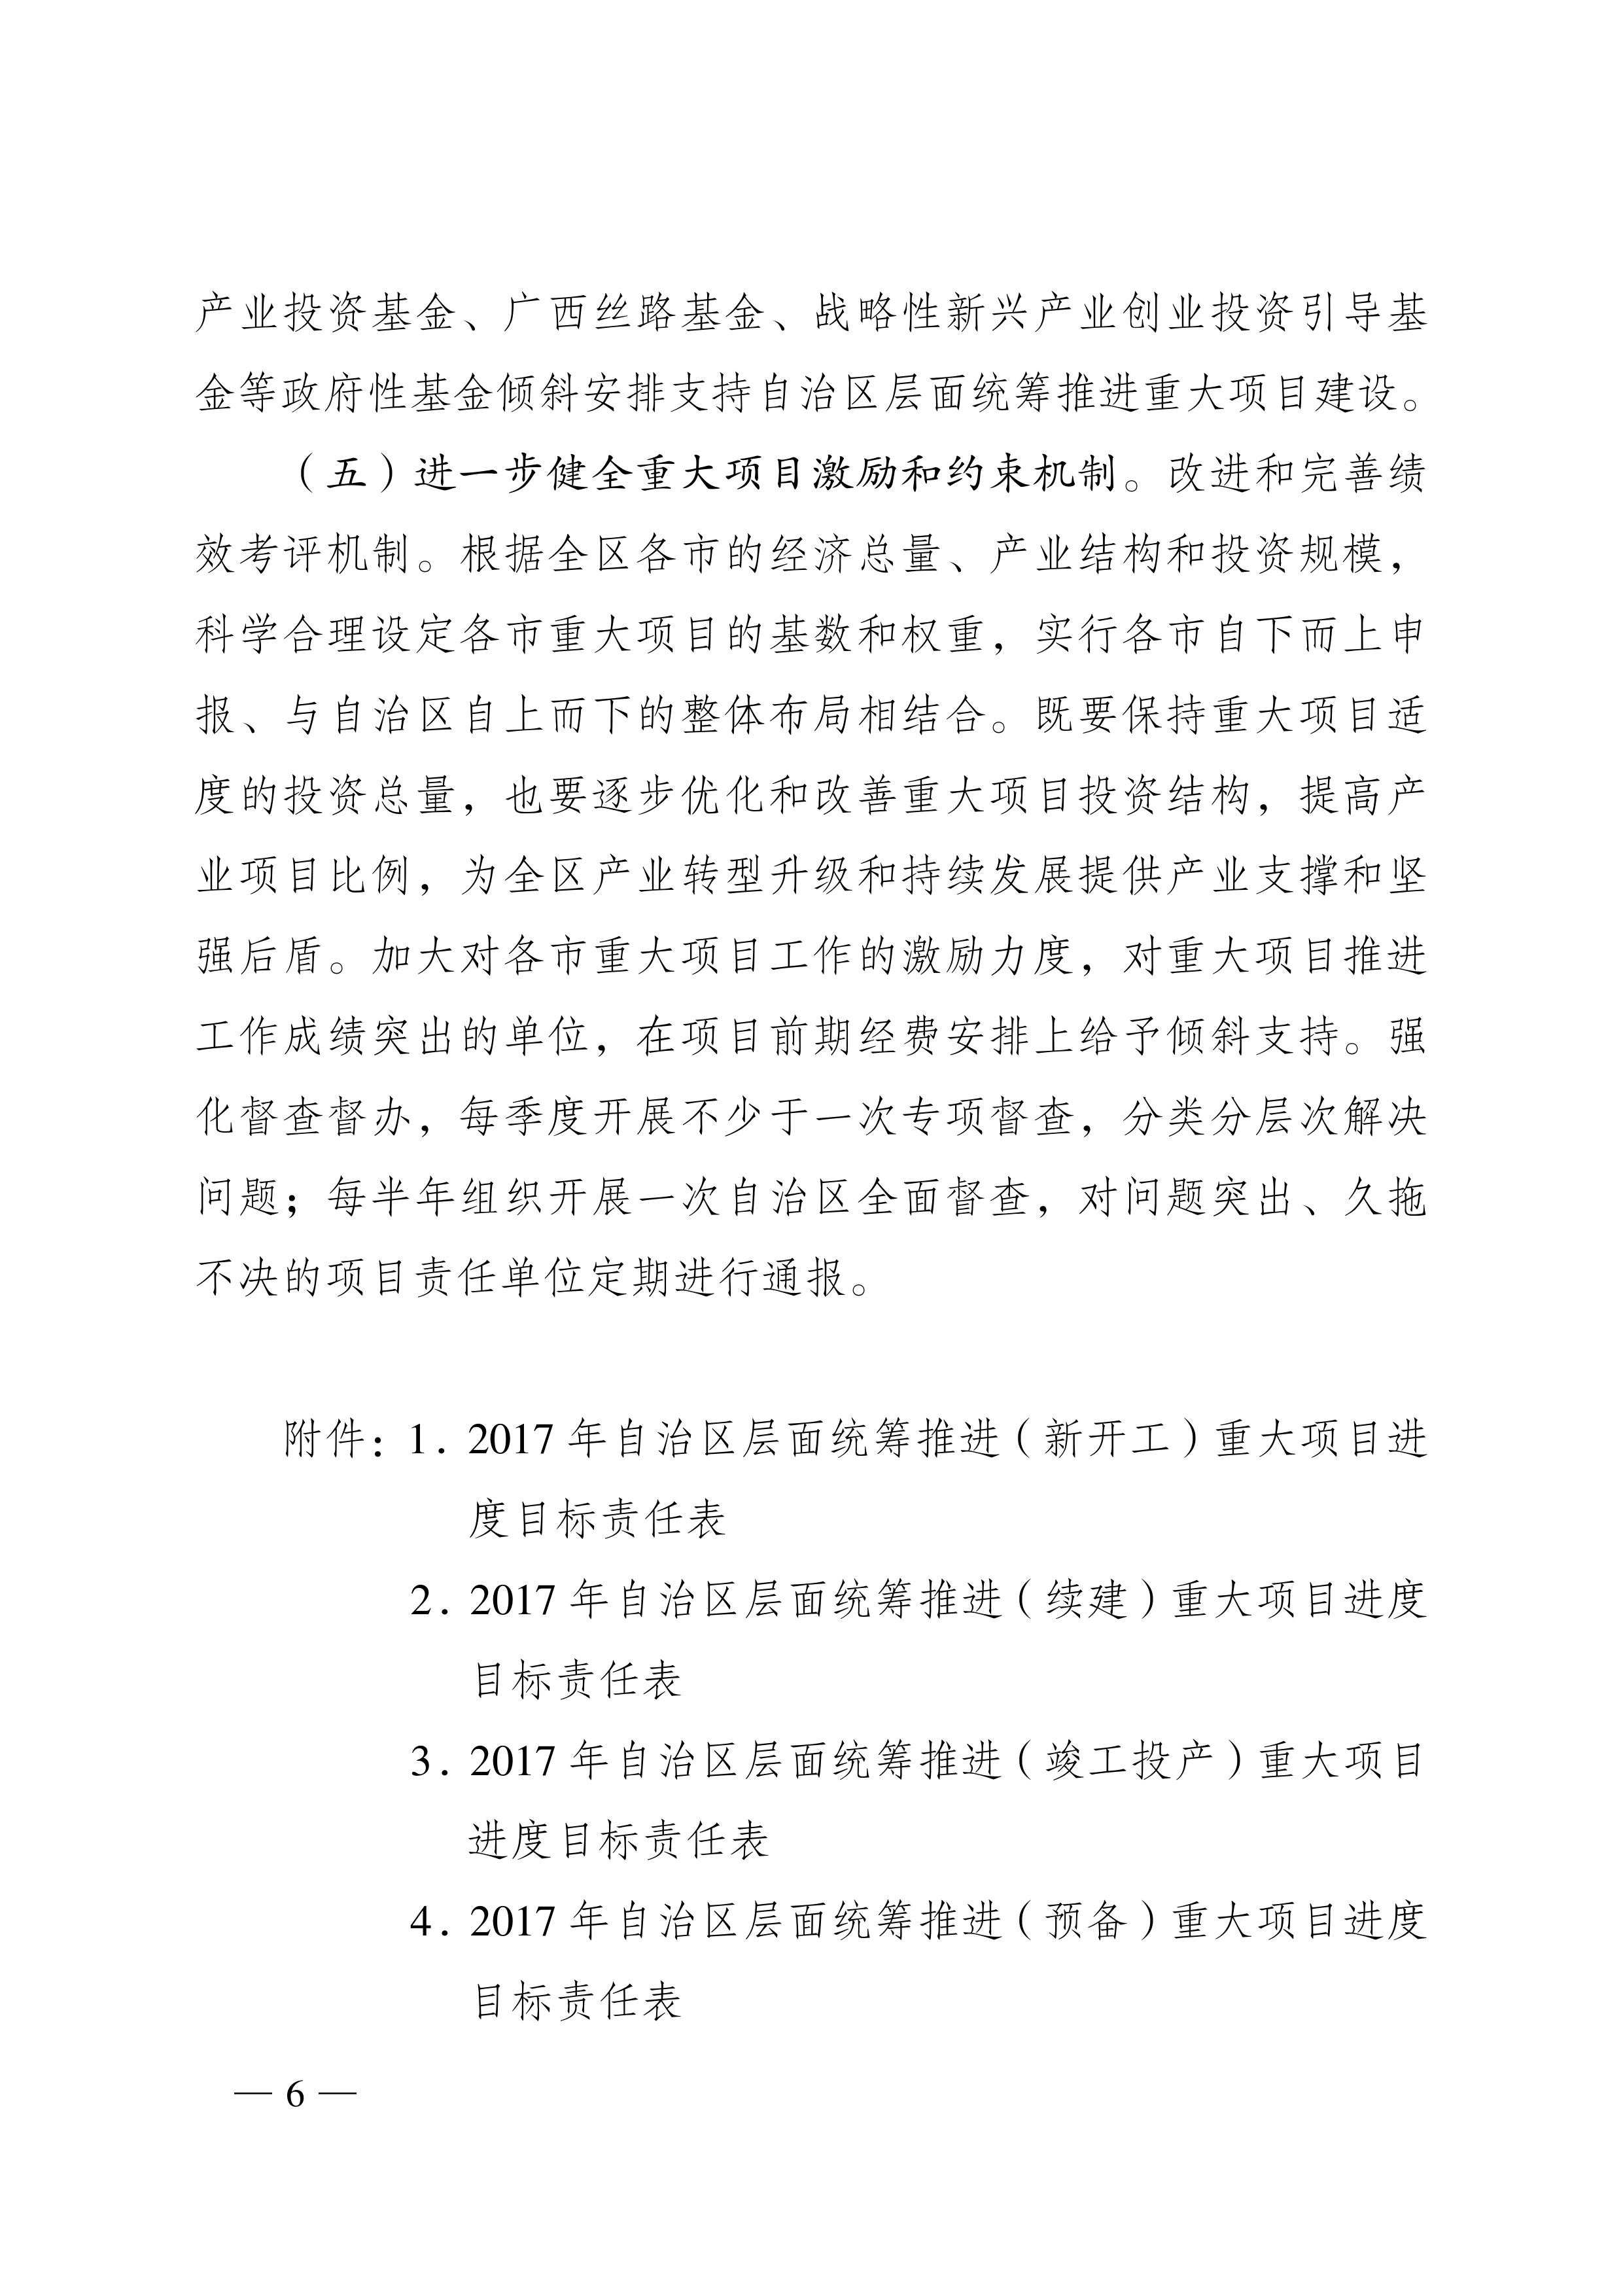 产业投资基金、广西丝路基金、战略性新兴产业创业投资引导基
金等政府性基金倾斜安排支持自治区层面统筹推进重大项目建设。
（五）进一步健全重大项目激励和约束机制。改进和完善绩
效考评机制。根据全区各市的经济总量、产业结构和投资规模，
科学合理设定各市重大项目的基数和权重，实行各市自下而上申
报、与自治区自上而下的整体布局相结合。既要保持重大项目适
度的投资总量，也要逐步优化和改善重大项目投资结构，提高产
业项目比例，为全区产业转型升级和持续发展提供产业支撑和坚
强后盾。加大对各市重大项目工作的激励力度，对重大项目推进
工作成绩突出的单位，在项目前期经费安排上给予倾斜支持。强
化督查督办，每季度开展不少于一次专项督查，分类分层次解决
问题；每半年组织开展一次自治区全面督查，对问题突出、久拖
不决的项目责任单位定期进行通报。
附件：1．2017 年自治区层面统筹推进（新开工）重大项目进
度目标责任表
2．2017 年自治区层面统筹推进（续建）重大项目进度
目标责任表
3．2017 年自治区层面统筹推进（竣工投产）重大项目
进度目标责任表
4．2017 年自治区层面统筹推进（预备）重大项目进度
目标责任表
— 6 —